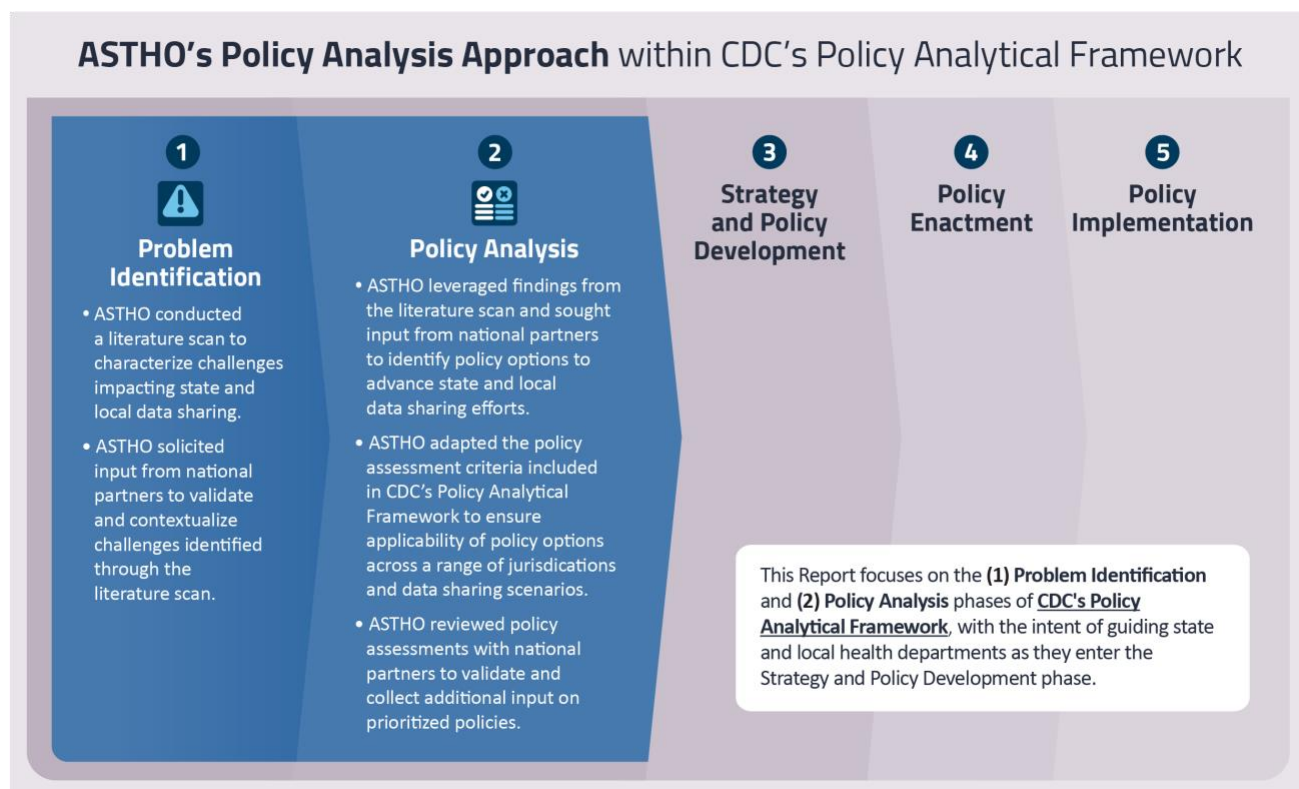 ASTHO's Policy Analysis Approach within CDC's Policy Analytical Framework
1
Problem
Identification
• ASTHO conducted
a literature scan to
characterize challenges
impacting state and
local data sharing.
• ASTHO solicited
input from national
partners to validate
and contextualize
challenges identified
through the
literature scan.
2
Policy Analysis
• ASTHO leveraged findings from
the literature scan and sought
input from national partners
to identify policy options to
advance state and local
data sharing efforts.
• ASTHO adapted the policy
assessment criteria included
in CDC's Policy Analytical
Framework to ensure
applicability of policy options
across a range of jurisdications
and data sharing scenarios.
• ASTHO reviewed policy
assessments with national
partners to validate and
collect additional input on
prioritized policies.
3
Strategy
and Policy
Development
4
Policy
Enactment
5
Policy
Implementation
This Report focuses on the (1) Problem Identification
and (2) Policy Analysis phases of CDC's Policy
Analytical Framework, with the intent of guiding state
and local health departments as they enter the
Strategy and Policy Development phase.